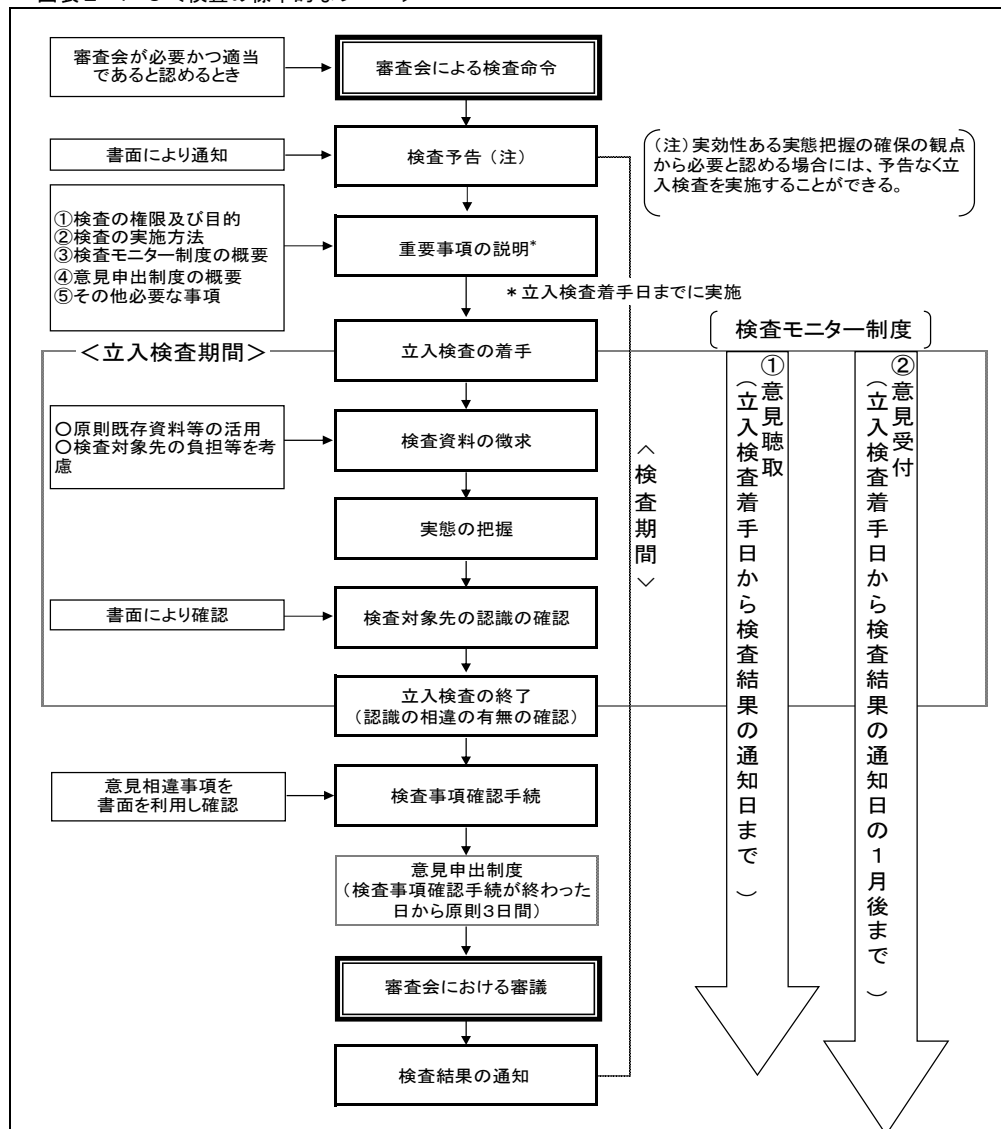 審査会が必要かつ適当
であると認めるとき
審査会による検査命令
書面により通知
検査予告（注）
（注）実効性ある実態把握の確保の観点
から必要と認める場合には、予告なく立
入検査を実施することができる。
①検査の権限及び目的
②検査の実施方法
③検査モニター制度の概要
④意見申出制度の概要
⑤その他必要な事項
重要事項の説明*
＊立入検査着手日までに実施
検査モニター制度
＜立入検査期間＞
立入検査の着手
○原則既存資料等の活用
○検査対象先の負担等を考
慮
検査資料の徴求
実態の把握
書面により確認
検査対象先の認識の確認
立入検査の終了
（認識の相違の有無の確認）
意見相違事項を
書面を利用し確認
検査事項確認手続
意見申出制度
（検査事項確認手続が終わった
日から原則3日間）
審査会における審議
検査結果の通知
＜検査期間＞
①意見聴取
（立入検査着手日から検査結果の通知日まで）
②意見受付
（立入検査着手日から検査結果の通知日の１月後まで）